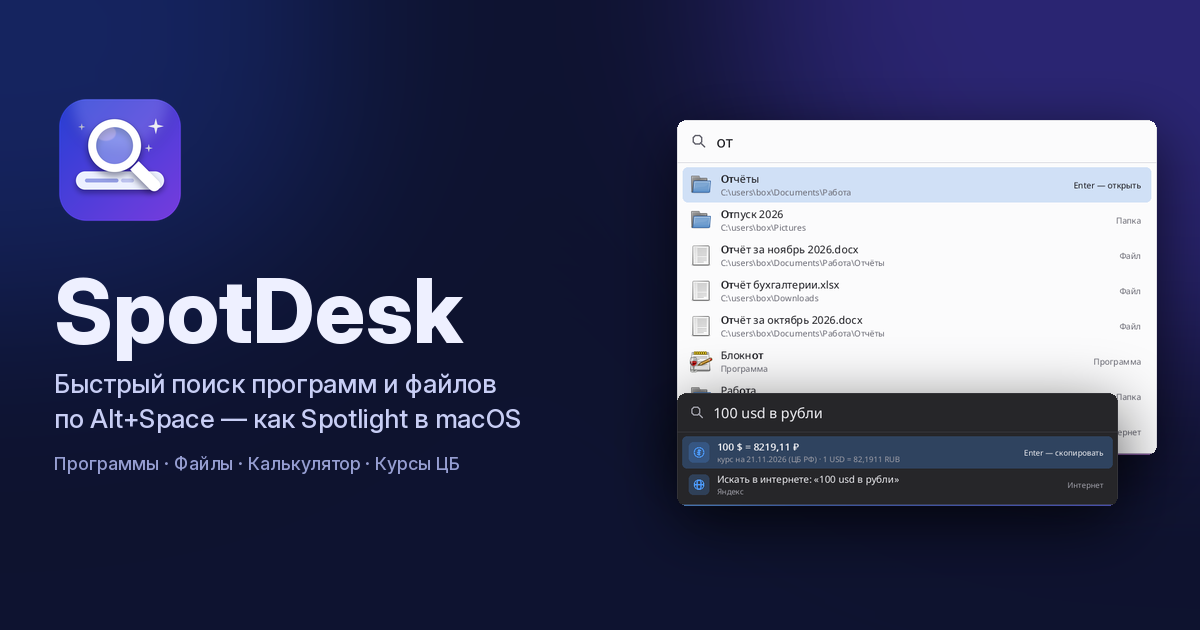 SpotDesk
Быстрый поиск программ и файлов
по Alt+Space — как Spotlight в macOS
Программы · Файлы · Калькулятор · Курсы ЦБ
от
Отчёты
C:\users\box\Documents\Работа
Enter — открыть
Отпуск 2026
C:\users\box\Pictures
Папка
Отчёт за ноябрь 2026.docx
C:\users\box\Documents\Работа\Отчёты
Файл
Отчёт бухгалтерии.xlsx
C:\users\box\Downloads
Файл
Отчёт за октябрь 2026.docx
C:\users\box\Documents\Работа\Отчёты
Файл
Блокнот
Программа
Программа
Работа
Папка
100 usd в рубли
100 $ = 8219,11 ₽
курс на 21.11.2026 (ЦБ РФ) · 1 USD = 82,1911 RUB
Enter — скопировать
Искать в интернете: «100 usd в рубли»
Яндекс
Интернет